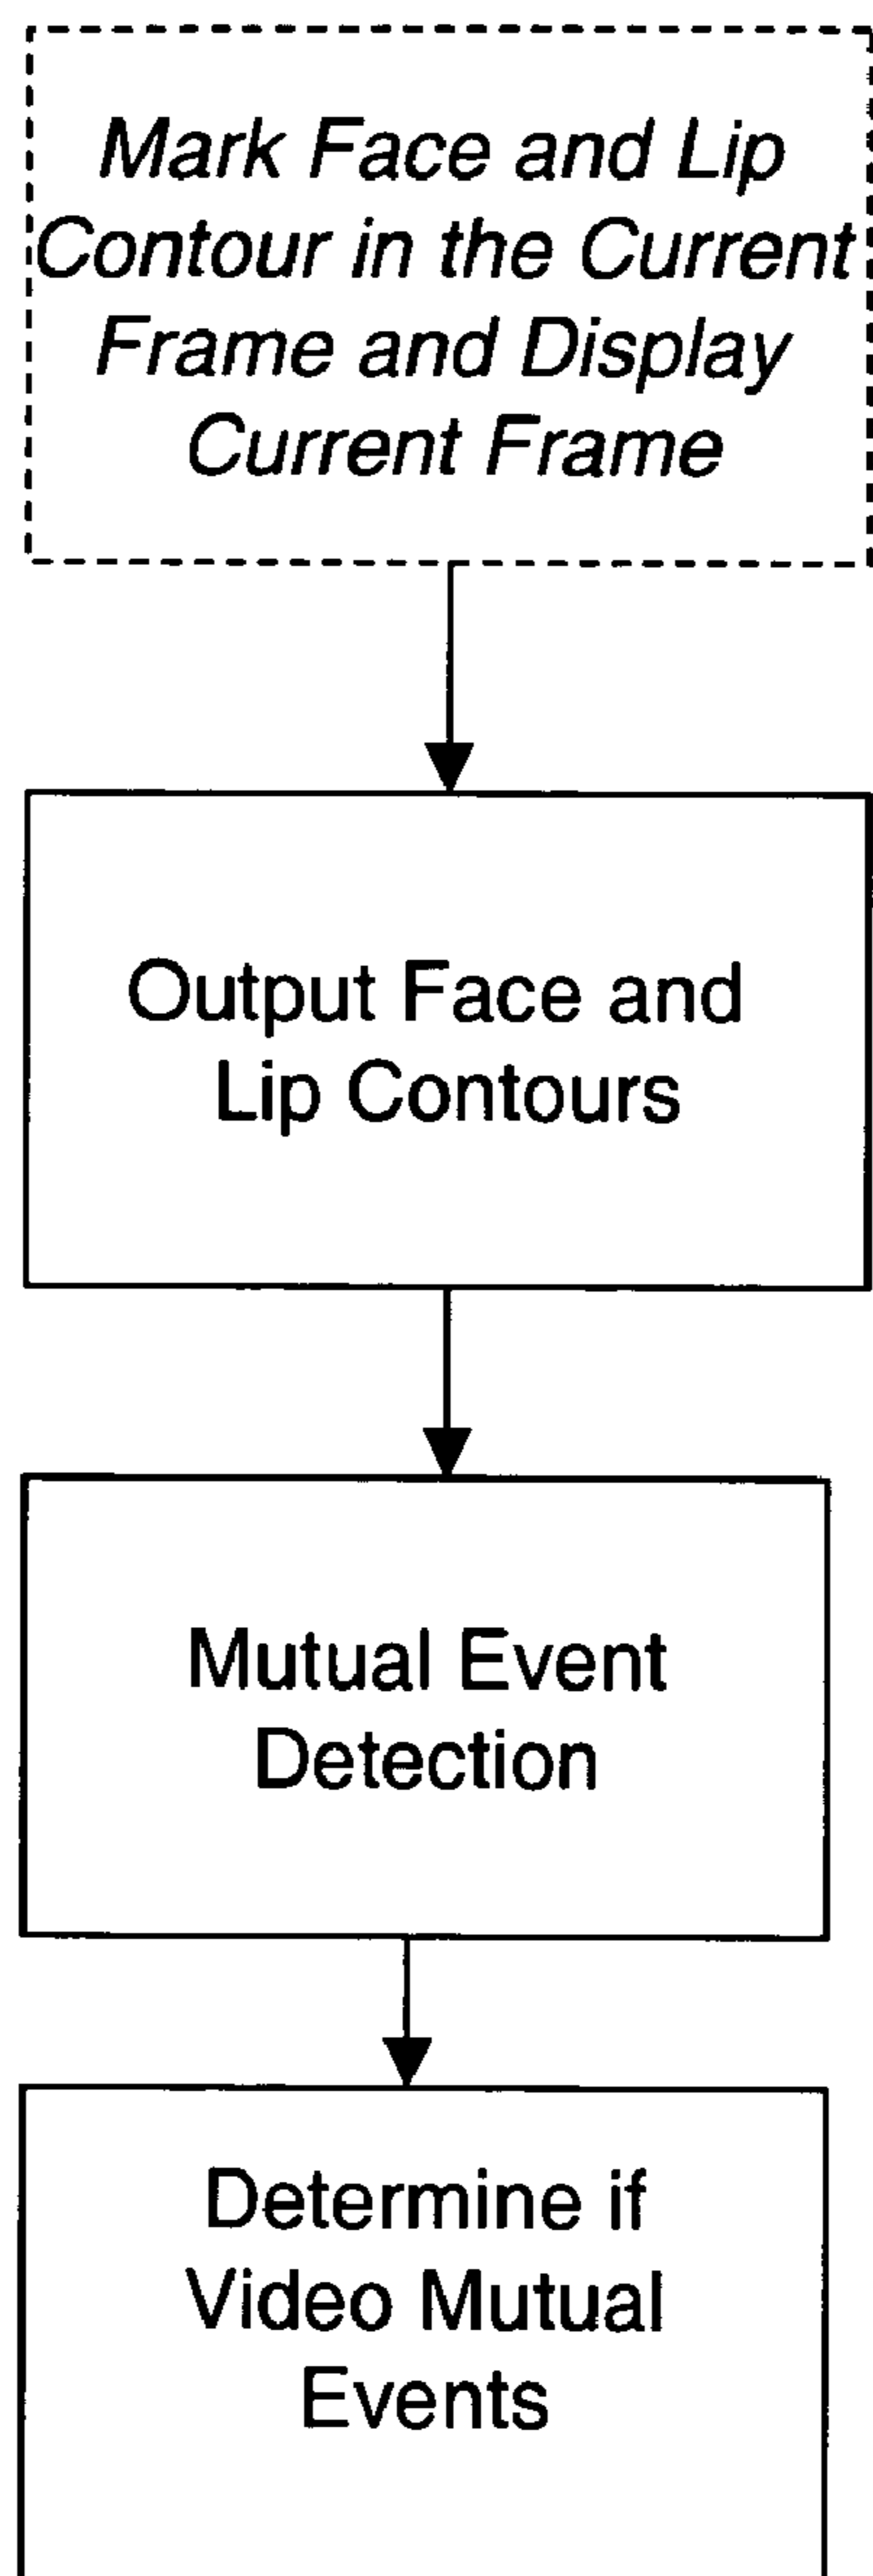 Mark Face and Lip
Contour in the Current
Frame and Display
Current Frame
Output Face and
Lip Contours
Mutual Event
Detection
Determine if
Video Mutual
Events